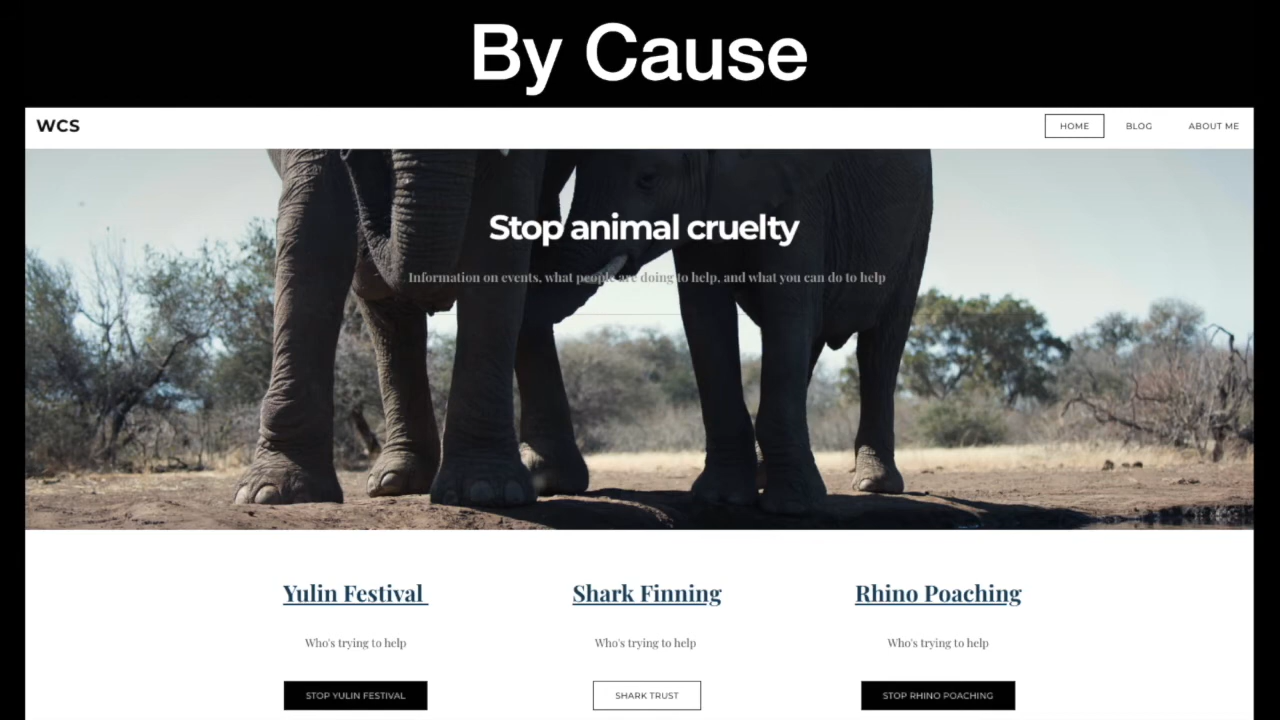 By Cause
WCS
HOME BLOG ABOUT ME
Stop animal cruelty
Information on events, what people are doing to help, and what you can do to help
Yulin Festival Shark Finning Rhino Poaching
Who's trying to help Who's trying to help Who's trying to help
STOP YULIN FESTIVAL SHARK TRUST STOP RHINO POACHING